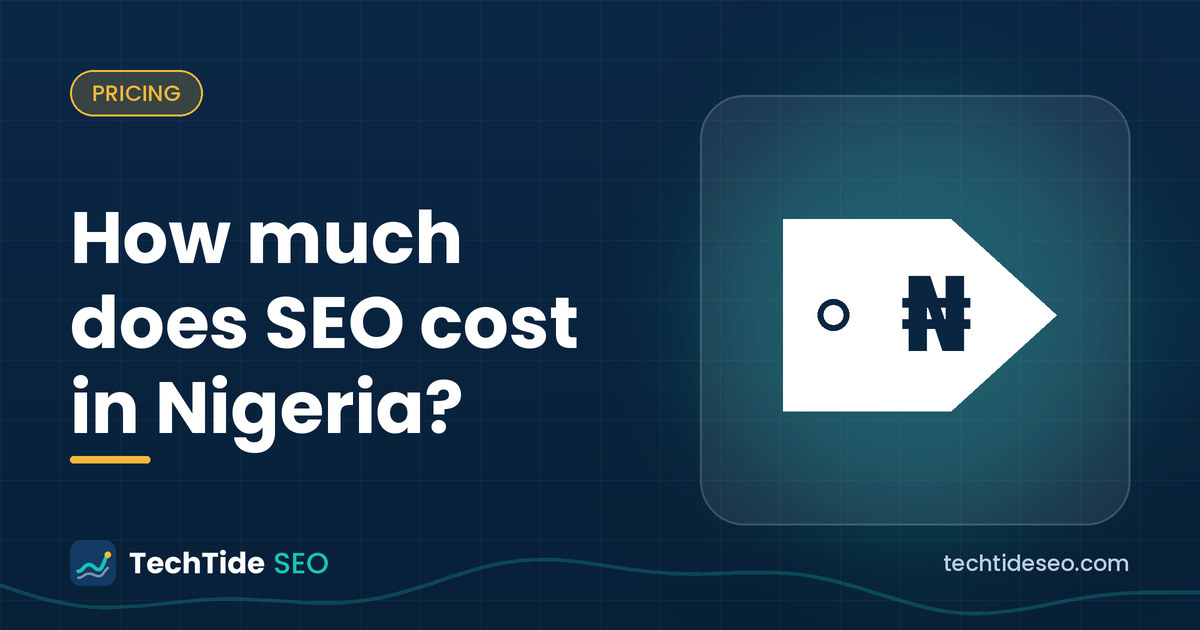 PRICING
How much
does SEO cost
in Nigeria?
₦
TechTide SEO
techtideseo.com